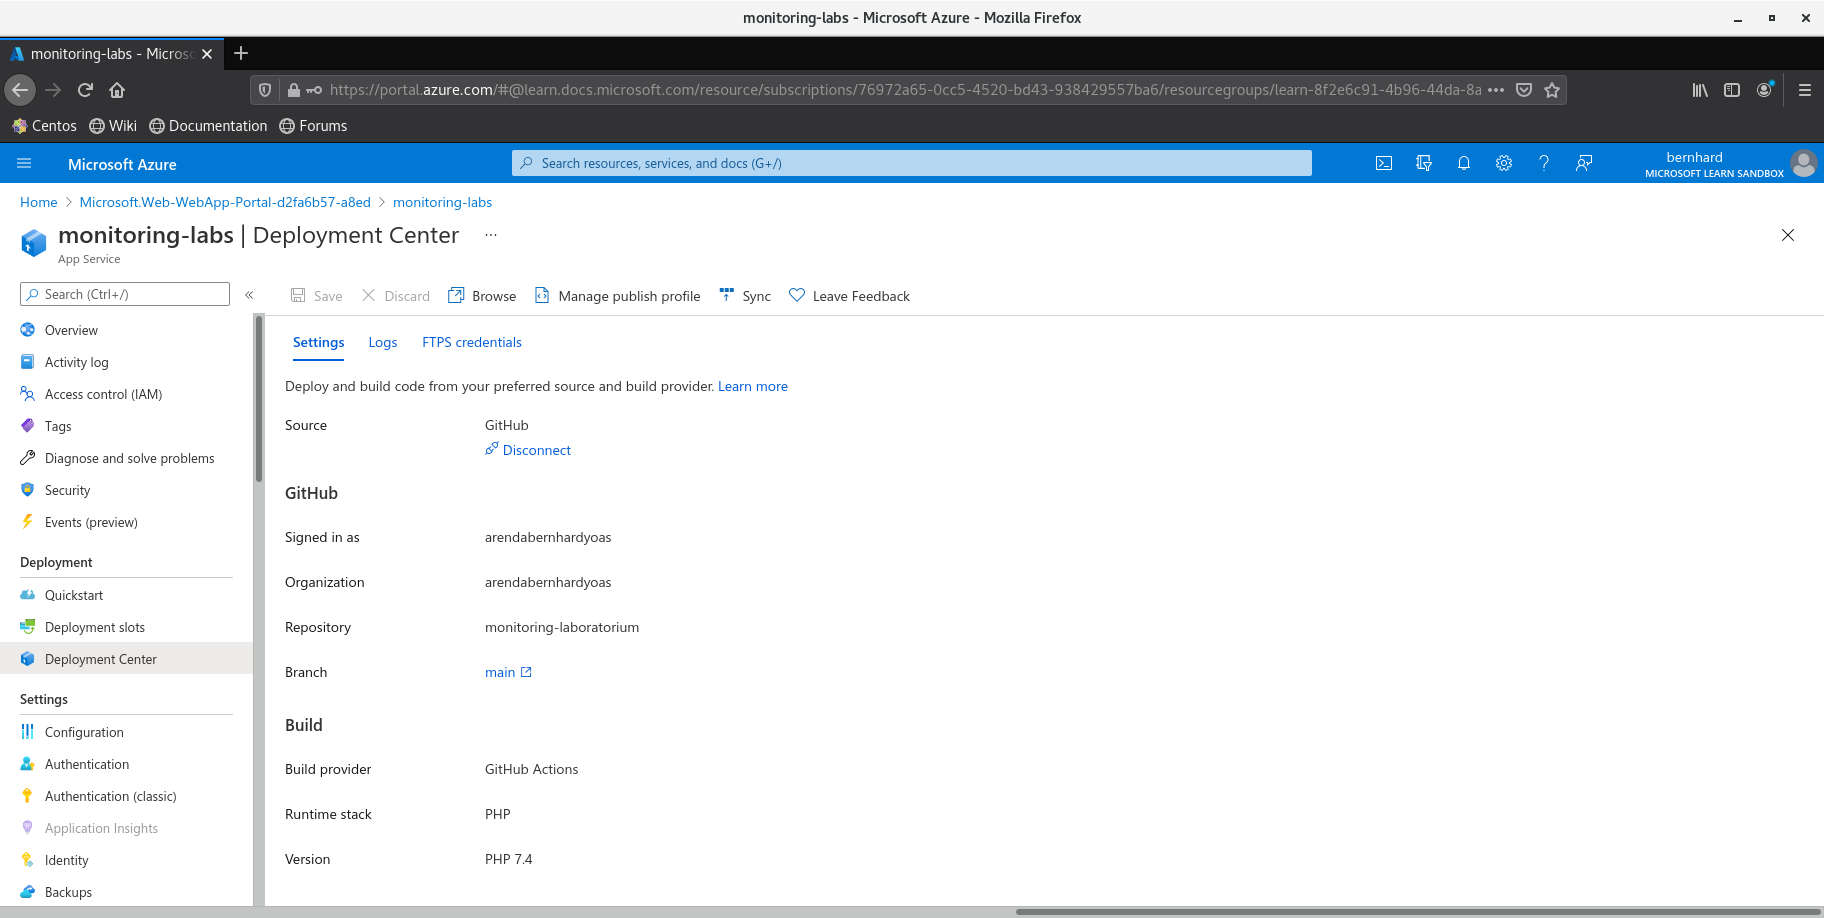 monitoring-labs - Microsoft Azure - Mozilla Firefox
monitoring-labs - Microso
https://portal.azure.com/#@learn.docs.microsoft.com/resource/subscriptions/76972a65-0cc5-4520-bd43-938429557ba6/resourcegroups/learn-8f2e6c91-4b96-44da-8a
Centos Wiki Documentation Forums
Microsoft Azure
Search resources, services, and docs (G+/)
bernhard
MICROSOFT LEARN SANDBOX
Home > Microsoft.Web-WebApp-Portal-d2fa6b57-a8ed > monitoring-labs
monitoring-labs | Deployment Center ...
App Service
Search (Ctrl+/)
«
Save Discard Browse Manage publish profile Sync Leave Feedback
Overview
Activity log
Access control (IAM)
Tags
Diagnose and solve problems
Security
Events (preview)
Deployment
Quickstart
Deployment slots
Deployment Center
Settings
Configuration
Authentication
Authentication (classic)
Application Insights
Identity
Backups
Settings Logs FTPS credentials
Deploy and build code from your preferred source and build provider. Learn more
Source GitHub
Disconnect
GitHub
Signed in as arendabernhardyoas
Organization arendabernhardyoas
Repository monitoring-laboratorium
Branch main
Build
Build provider GitHub Actions
Runtime stack PHP
Version PHP 7.4